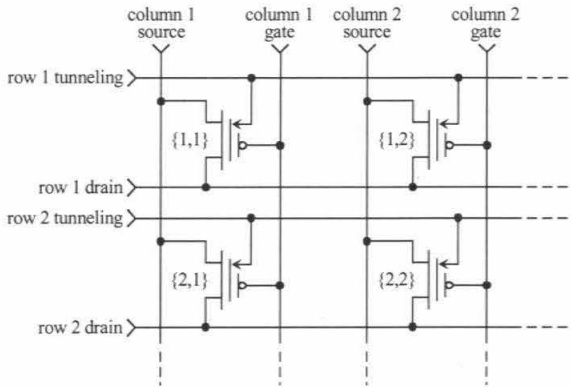 column 1 source
column 1 gate
column 2 source
column 2 gate
row 1 tunneling
{1,1}
{1,2}
row 1 drain
row 2 tunneling
{2,1}
{2,2}
row 2 drain